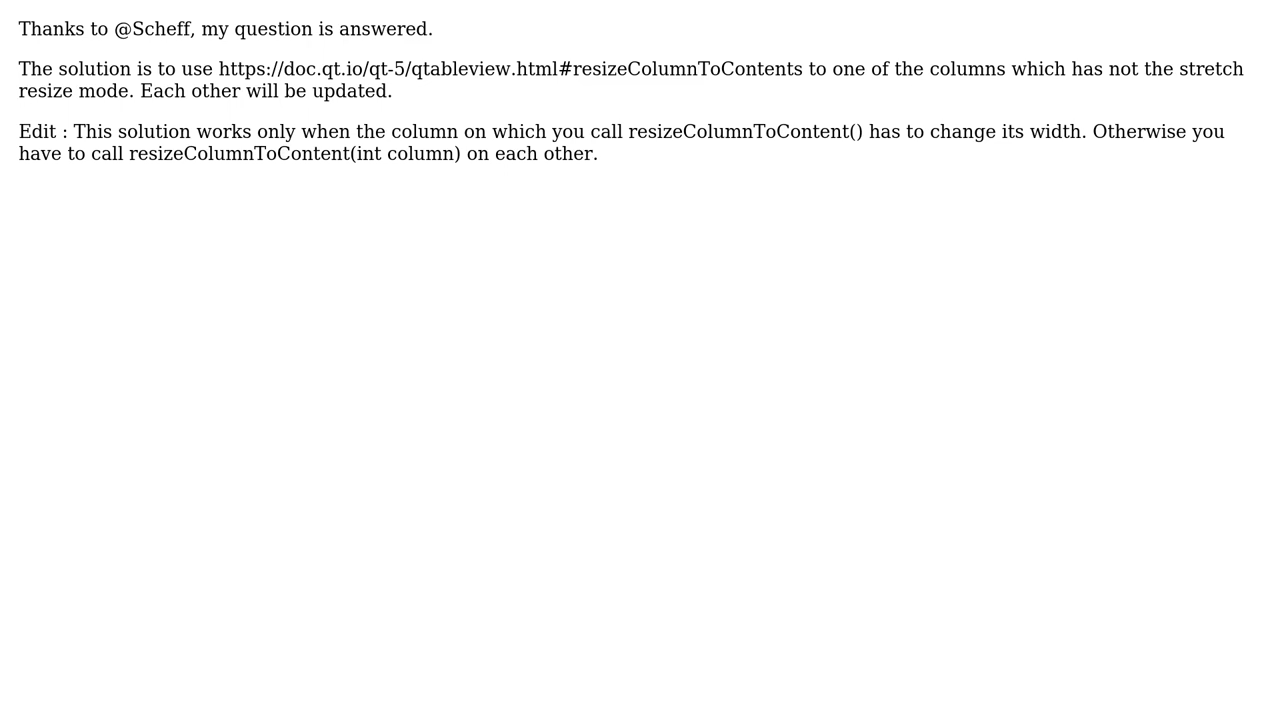 Thanks to @Scheff, my question is answered.
The solution is to use https://doc.qt.io/qt-5/qtableview.html#resizeColumnToContents to one of the columns which has not the stretch
resize mode. Each other will be updated.
Edit : This solution works only when the column on which you call resizeColumnToContent() has to change its width. Otherwise you
have to call resizeColumnToContent(int column) on each other.